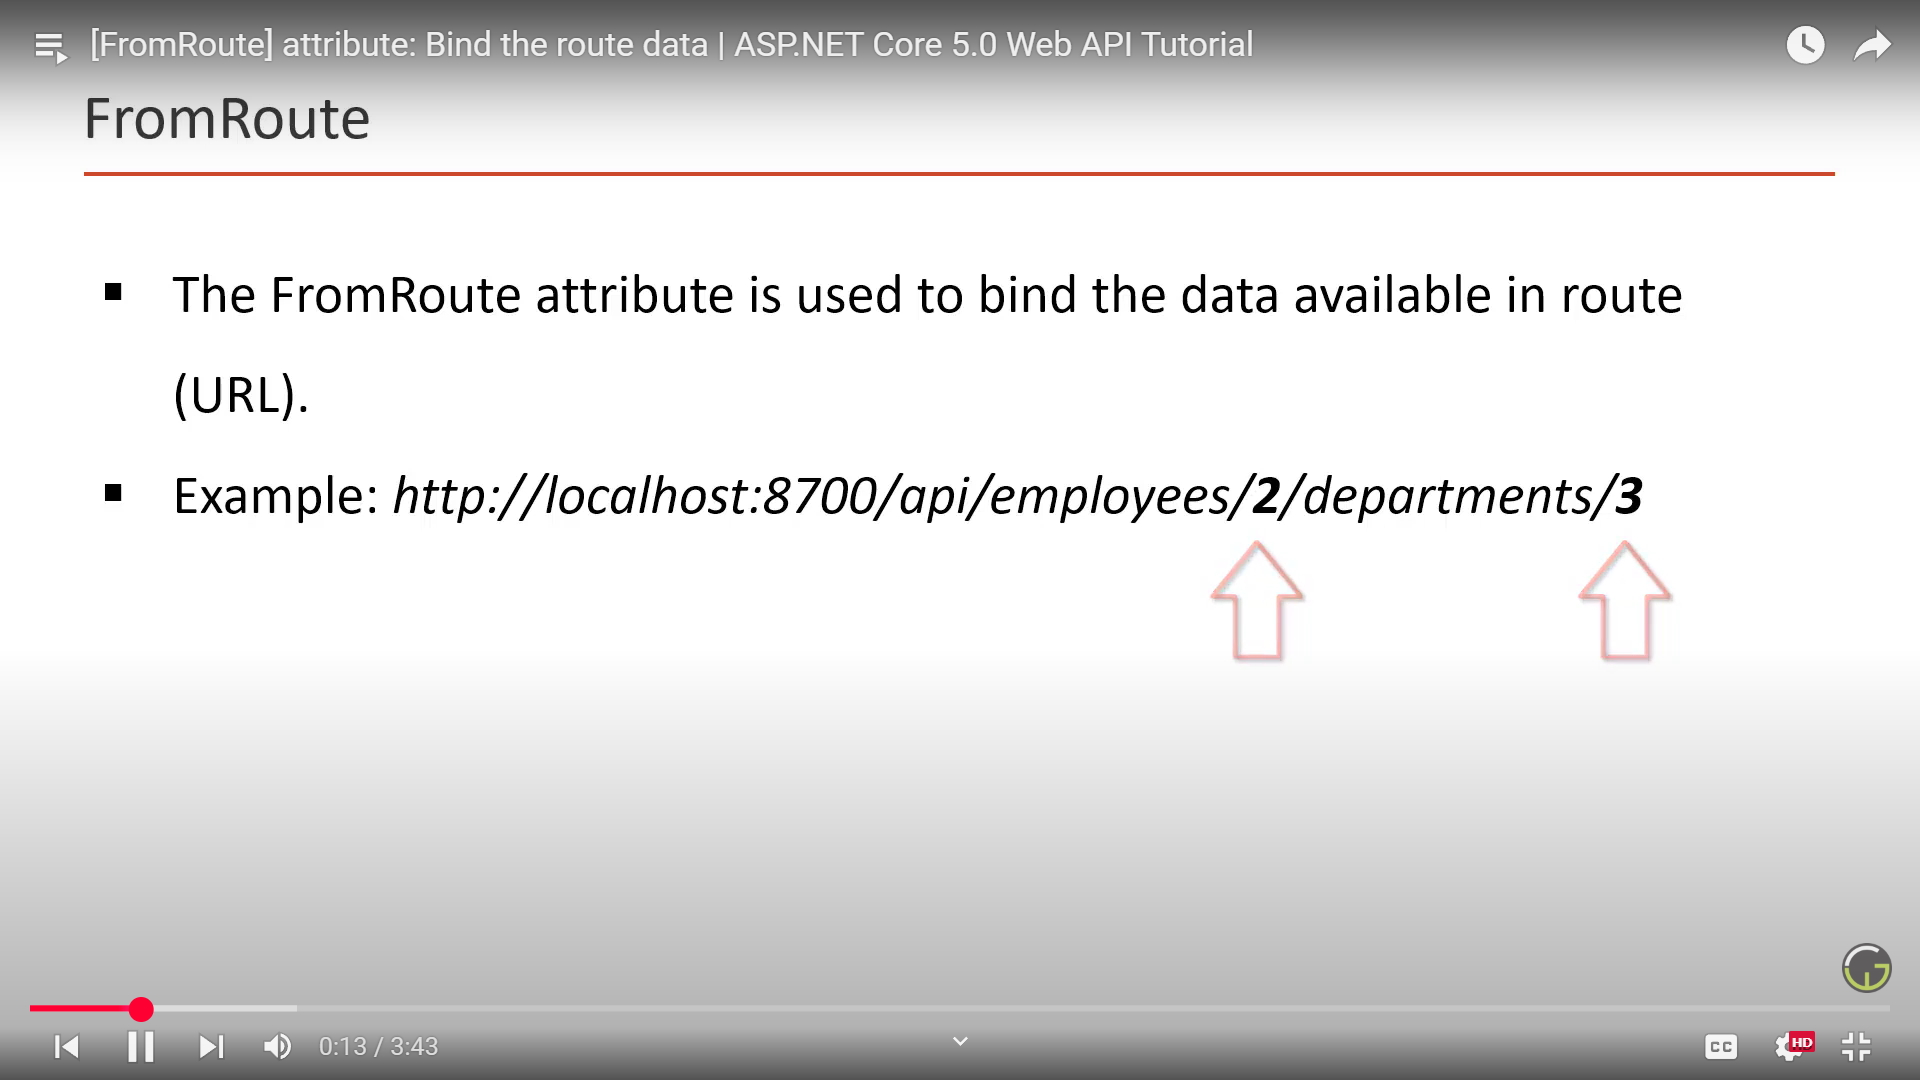 [FromRoute] attribute: Bind the route data | ASP.NET Core 5.0 Web API Tutorial
FromRoute
▪ The FromRoute attribute is used to bind the data available in route
(URL).
▪ Example: http://localhost:8700/api/employees/2/departments/3
0:13 / 3:43
CC
HD